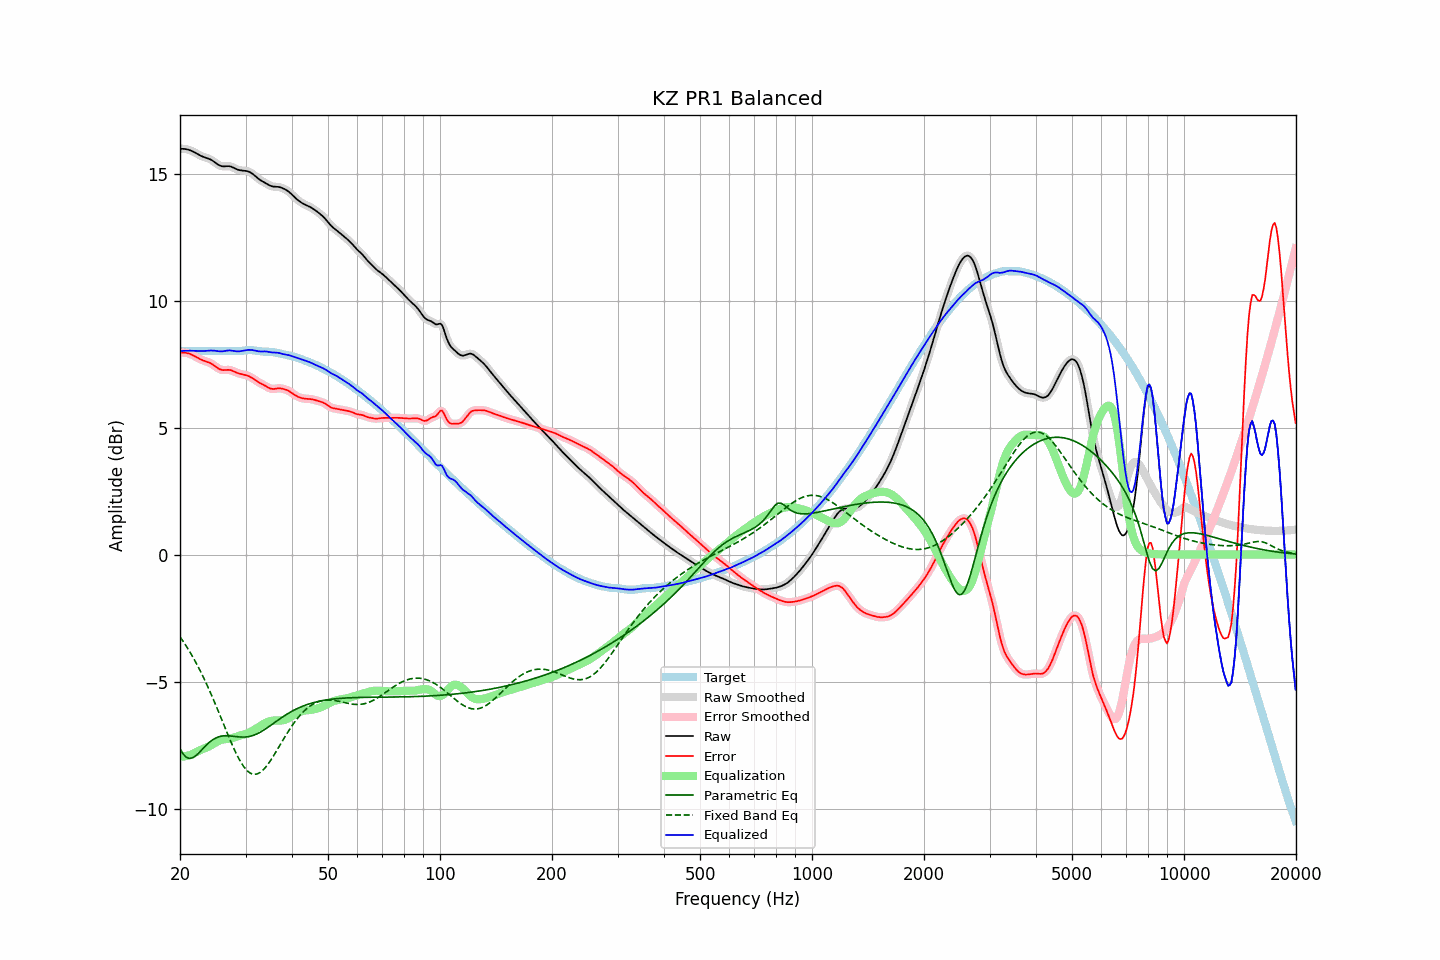 KZ PR1 Balanced
Amplitude (dBr)
15
10
5
0
−5
−10
20
50
100
200
500
1000
2000
5000
10000
20000
Frequency (Hz)
Target
Raw Smoothed
Error Smoothed
Raw
Error
Equalization
Parametric Eq
Fixed Band Eq
Equalized